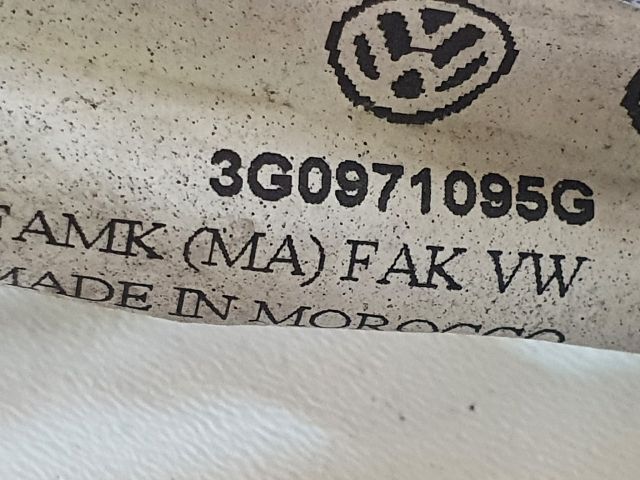 3G0971095G
AMK (MA) FAK VW
MADE IN MOROCCO